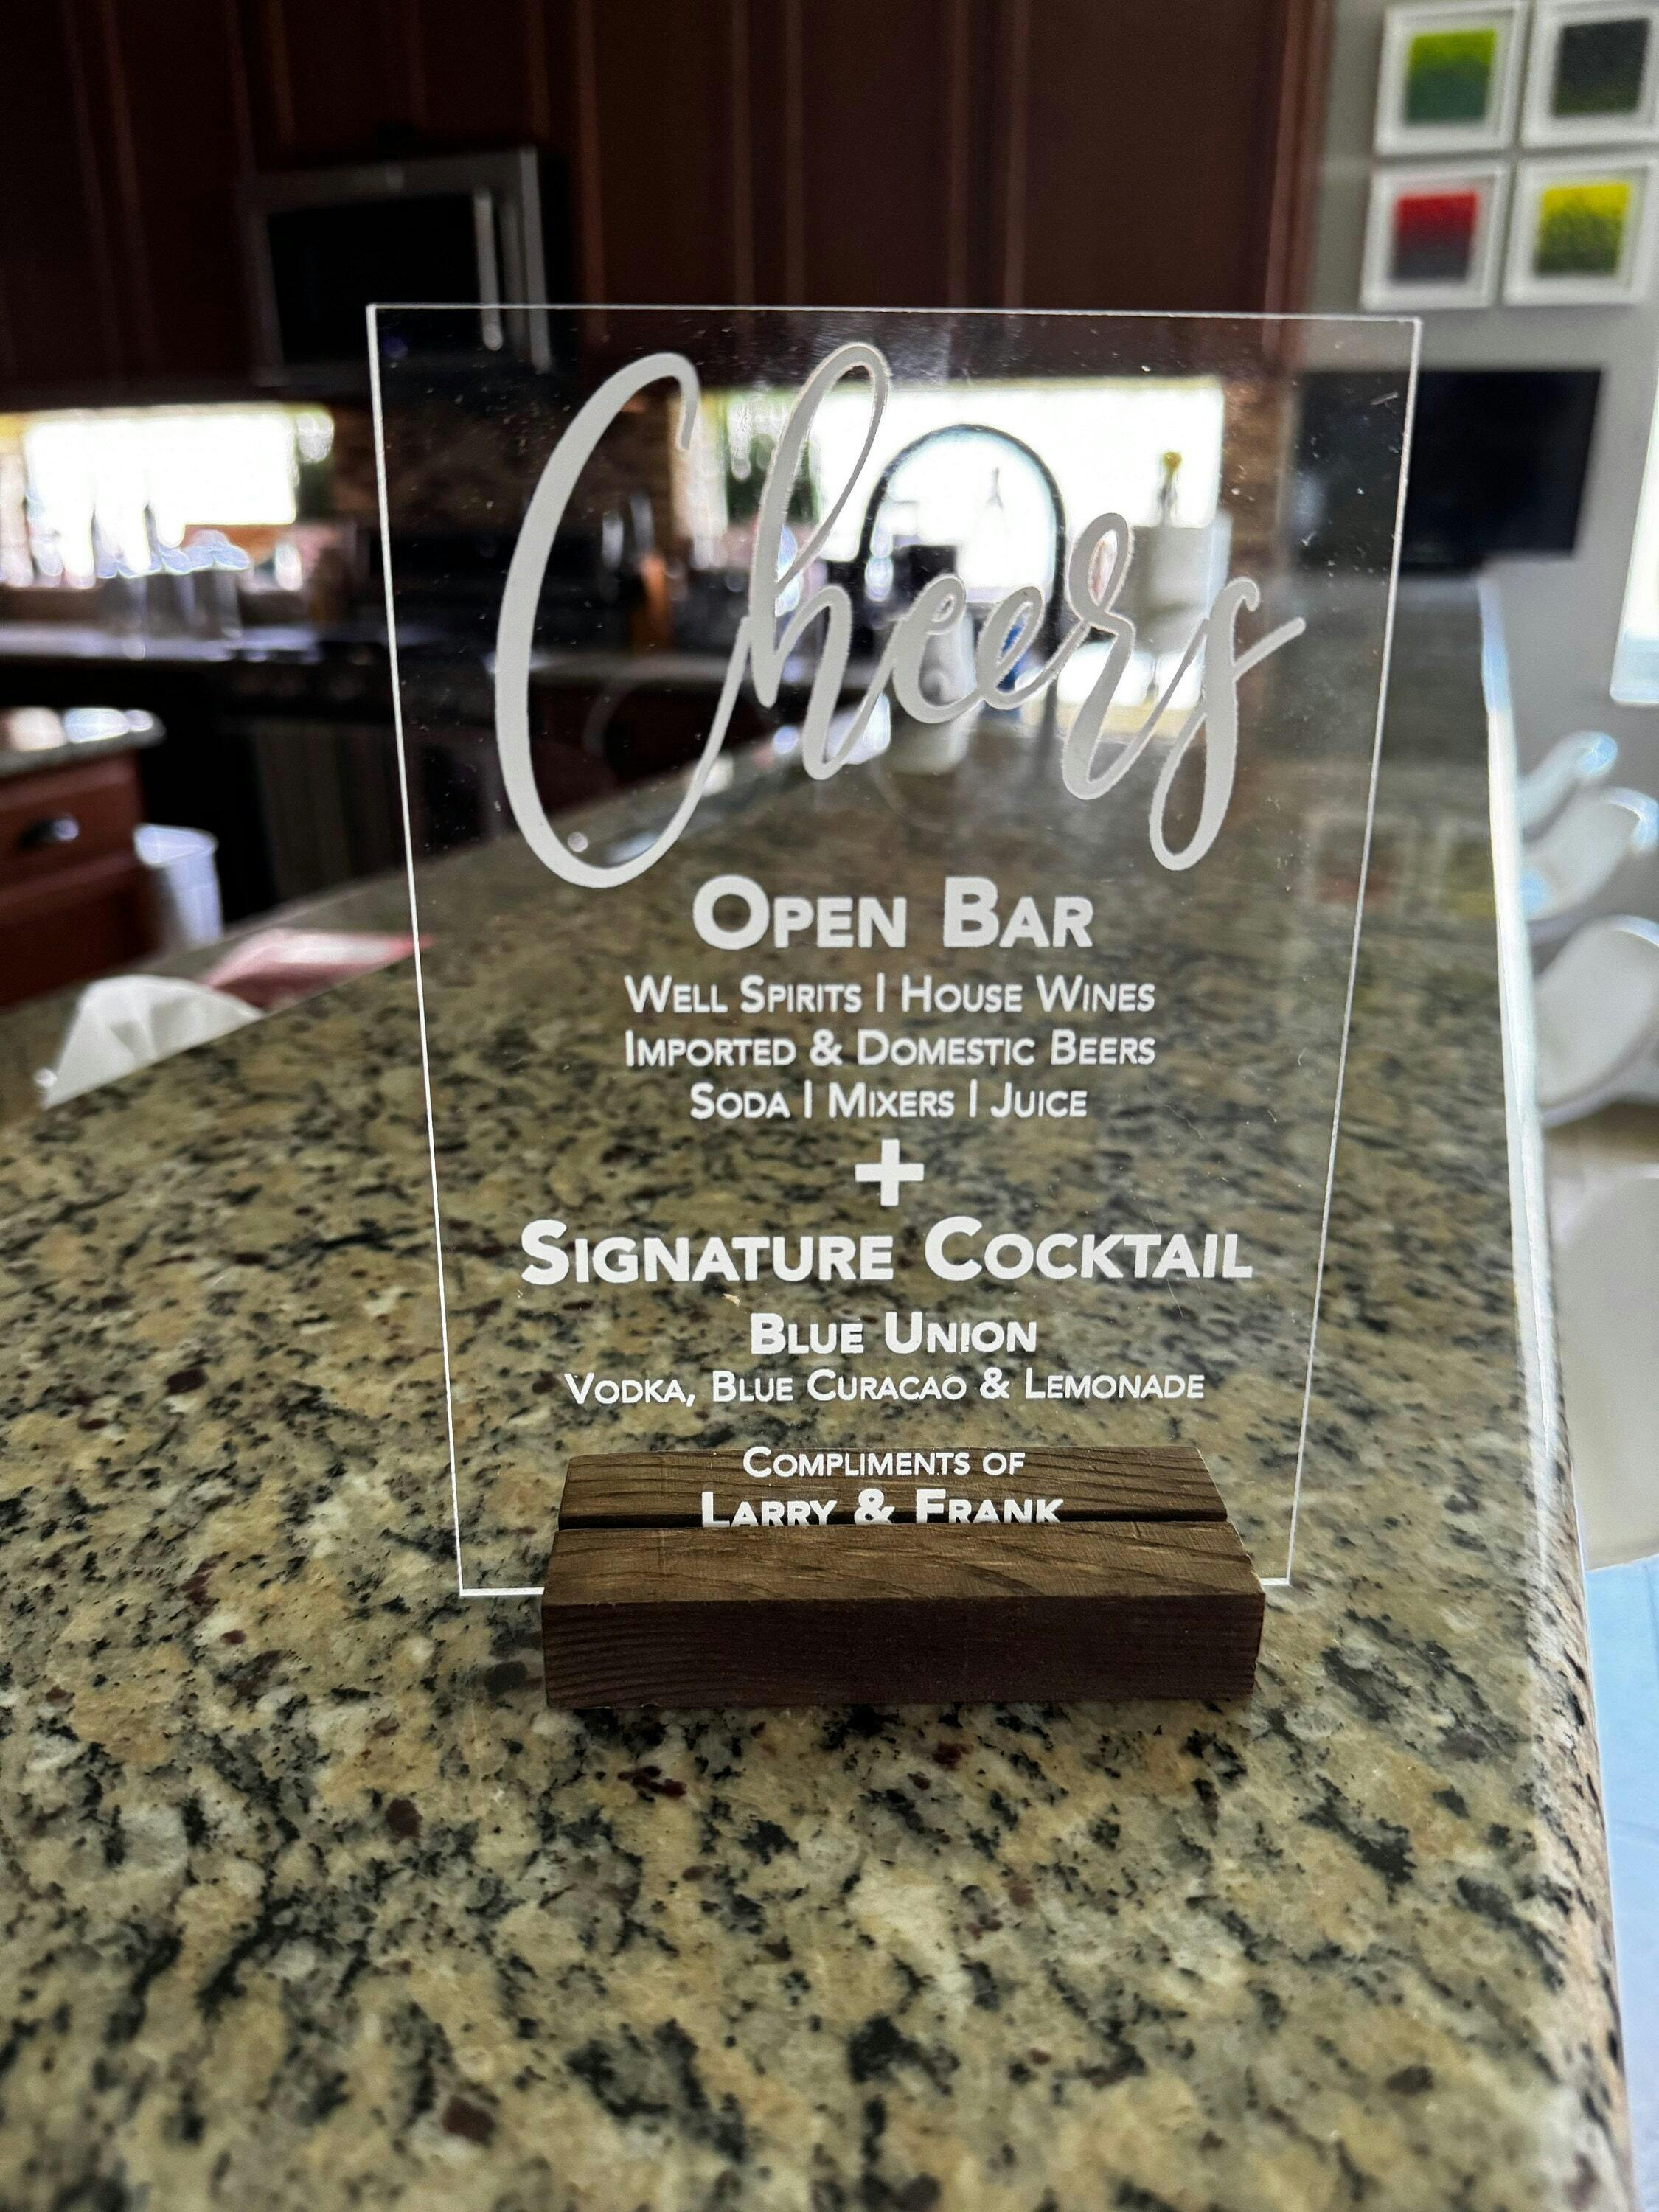 Cheers
OPEN BAR
WELL SPIRITS | HOUSE WINES
IMPORTED & DOMESTIC BEERS
SODA | MIXERS | JUICE
+
SIGNATURE COCKTAIL
BLUE UNION
VODKA, BLUE CURACAO & LEMONADE
COMPLIMENTS OF
LARRY & FRANK